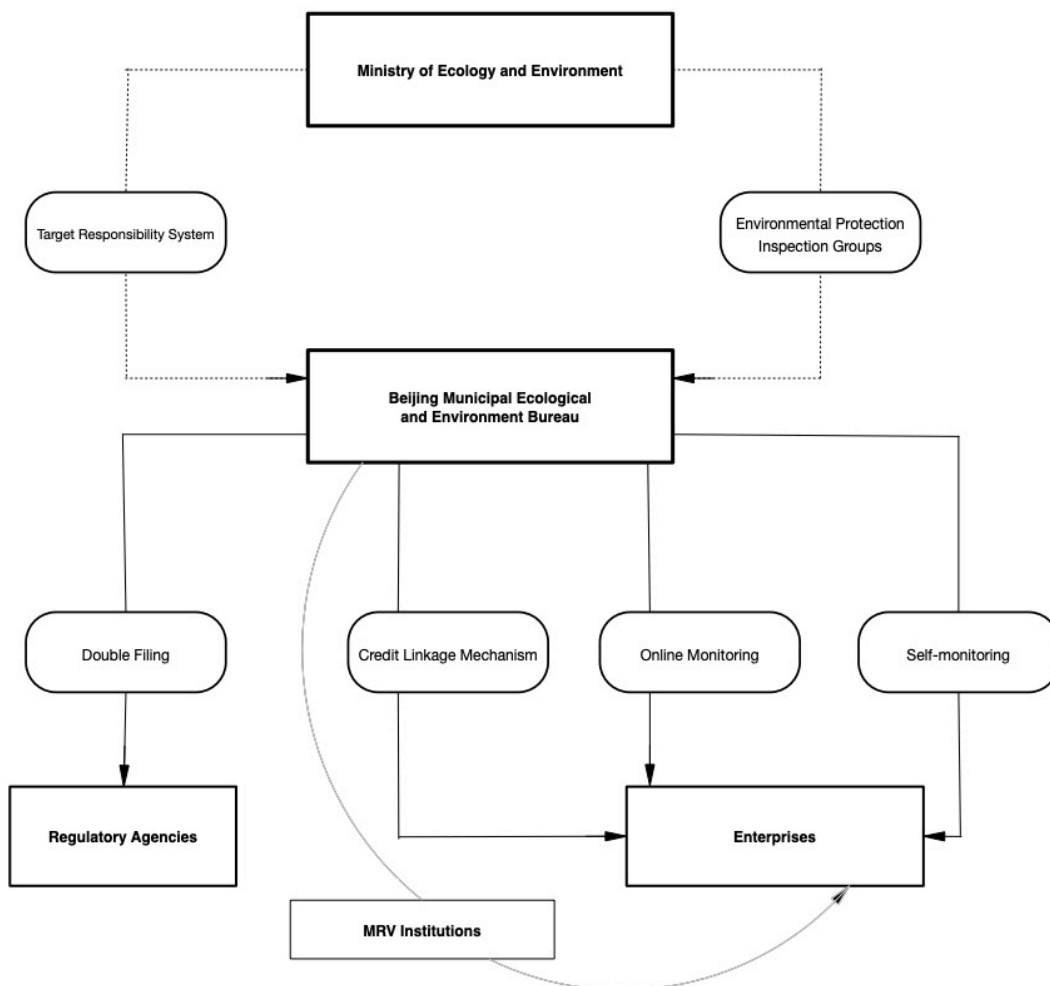 Ministry of Ecology and Environment
Target Responsibility System
Environmental Protection
Inspection Groups
Beijing Municipal Ecological
and Environment Bureau
Double Filing
Credit Linkage Mechanism
Online Monitoring
Self-monitoring
Regulatory Agencies
Enterprises
MRV Institutions